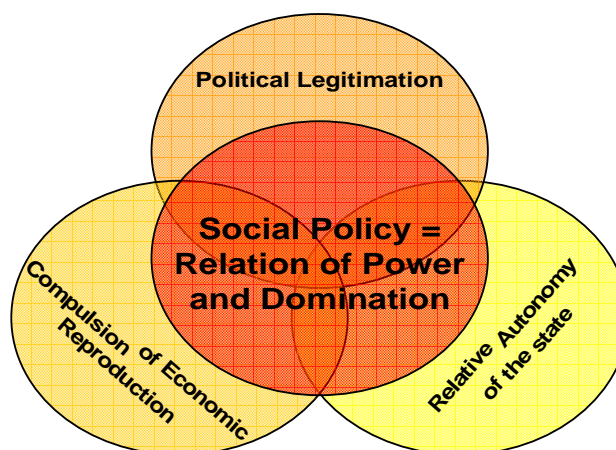 Political Legitimation
Social Policy =
Relation of Power
and Domination
Compulsion of Economic
Reproduction
Relative Autonomy
of the state